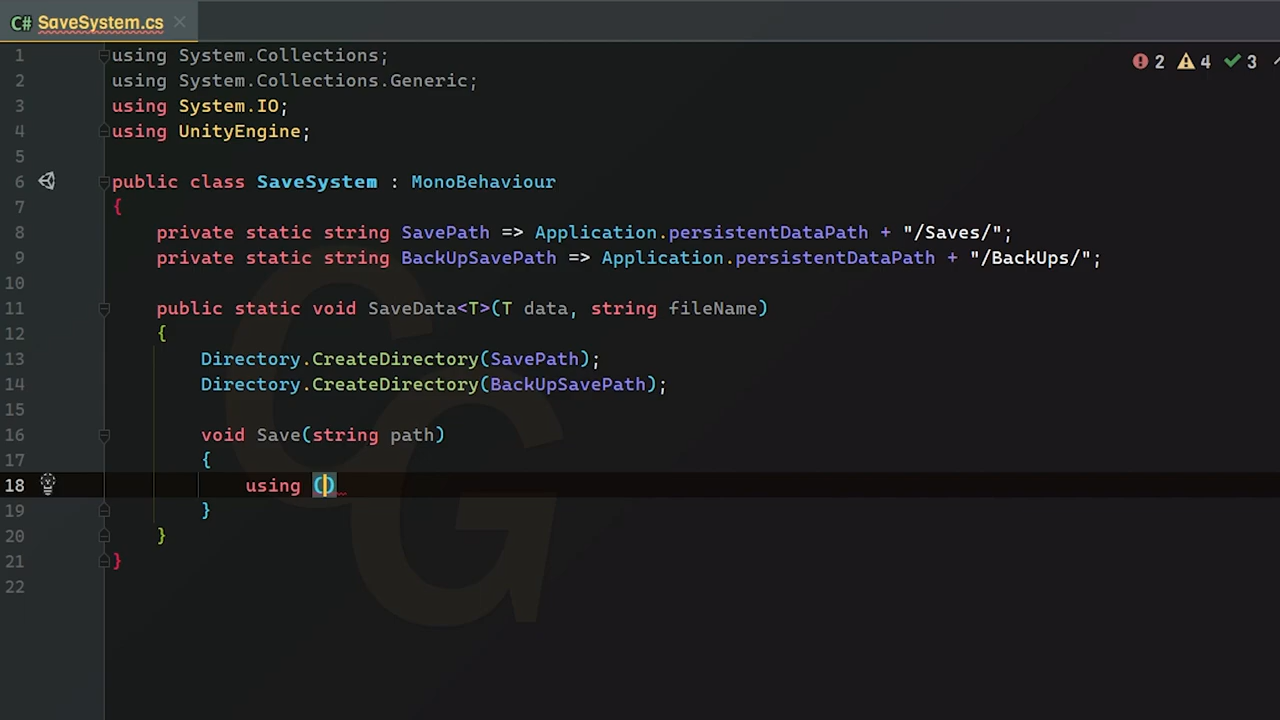 C# SaveSystem.cs
2 4 3
1 using System.Collections;
2 using System.Collections.Generic;
3 using System.IO;
4 using UnityEngine;
5
6 public class SaveSystem : MonoBehaviour
7 {
8 private static string SavePath => Application.persistentDataPath + "/Saves/";
9 private static string BackUpSavePath => Application.persistentDataPath + "/BackUps/";
10
11 public static void SaveData<T>(T data, string fileName)
12 {
13 Directory.CreateDirectory(SavePath);
14 Directory.CreateDirectory(BackUpSavePath);
15
16 void Save(string path)
17 {
18 using ()
19 }
20 }
21 }
22
CG